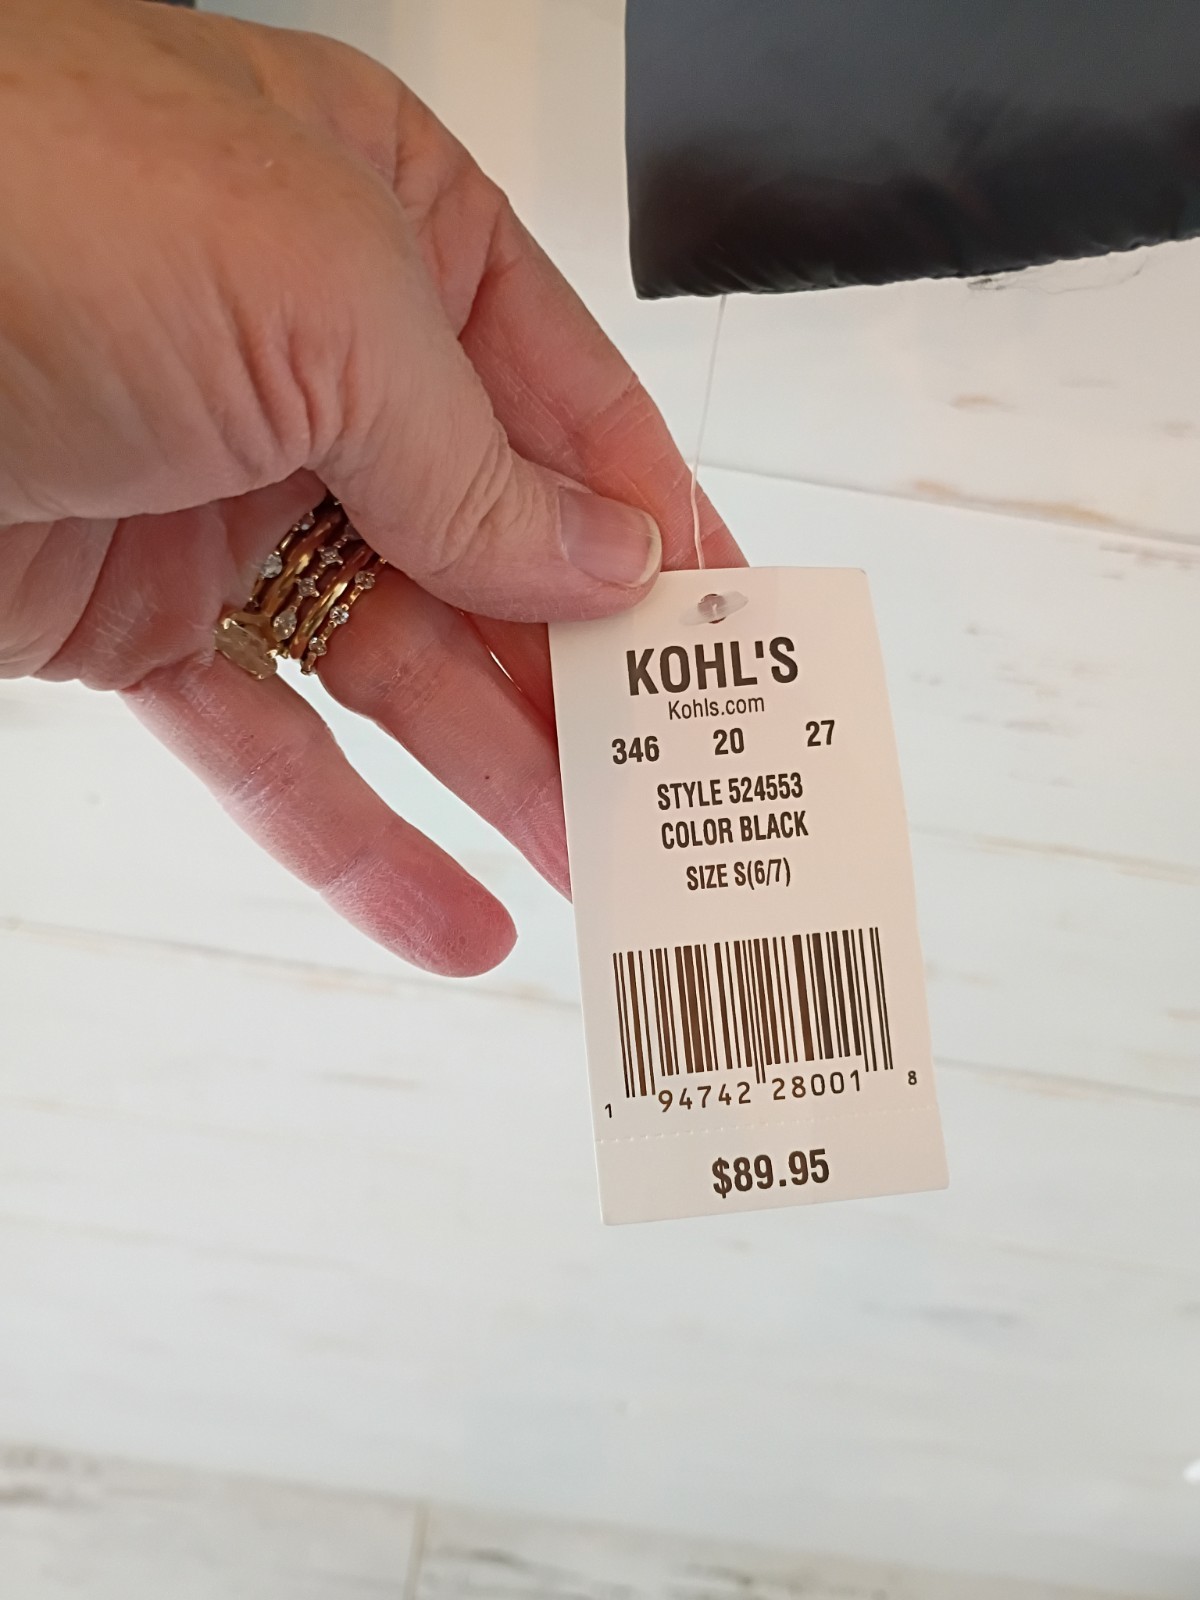 KOHL'S
Kohls.com
346 20 27
STYLE 524553
COLOR BLACK
SIZE S(6/7)
1 94742 28001 8
$89.95